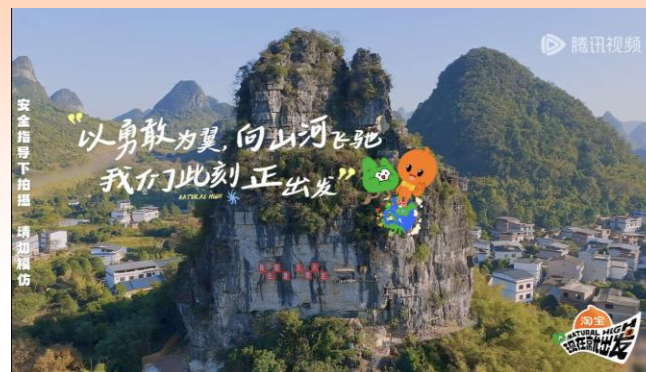 腾讯视频
安全指导下拍摄 请勿模仿
“以勇敢为翼,向山河飞驰
我们此刻正出发”
NATURAL HIGH
淘宝
NATURAL HIGH
现在就出发